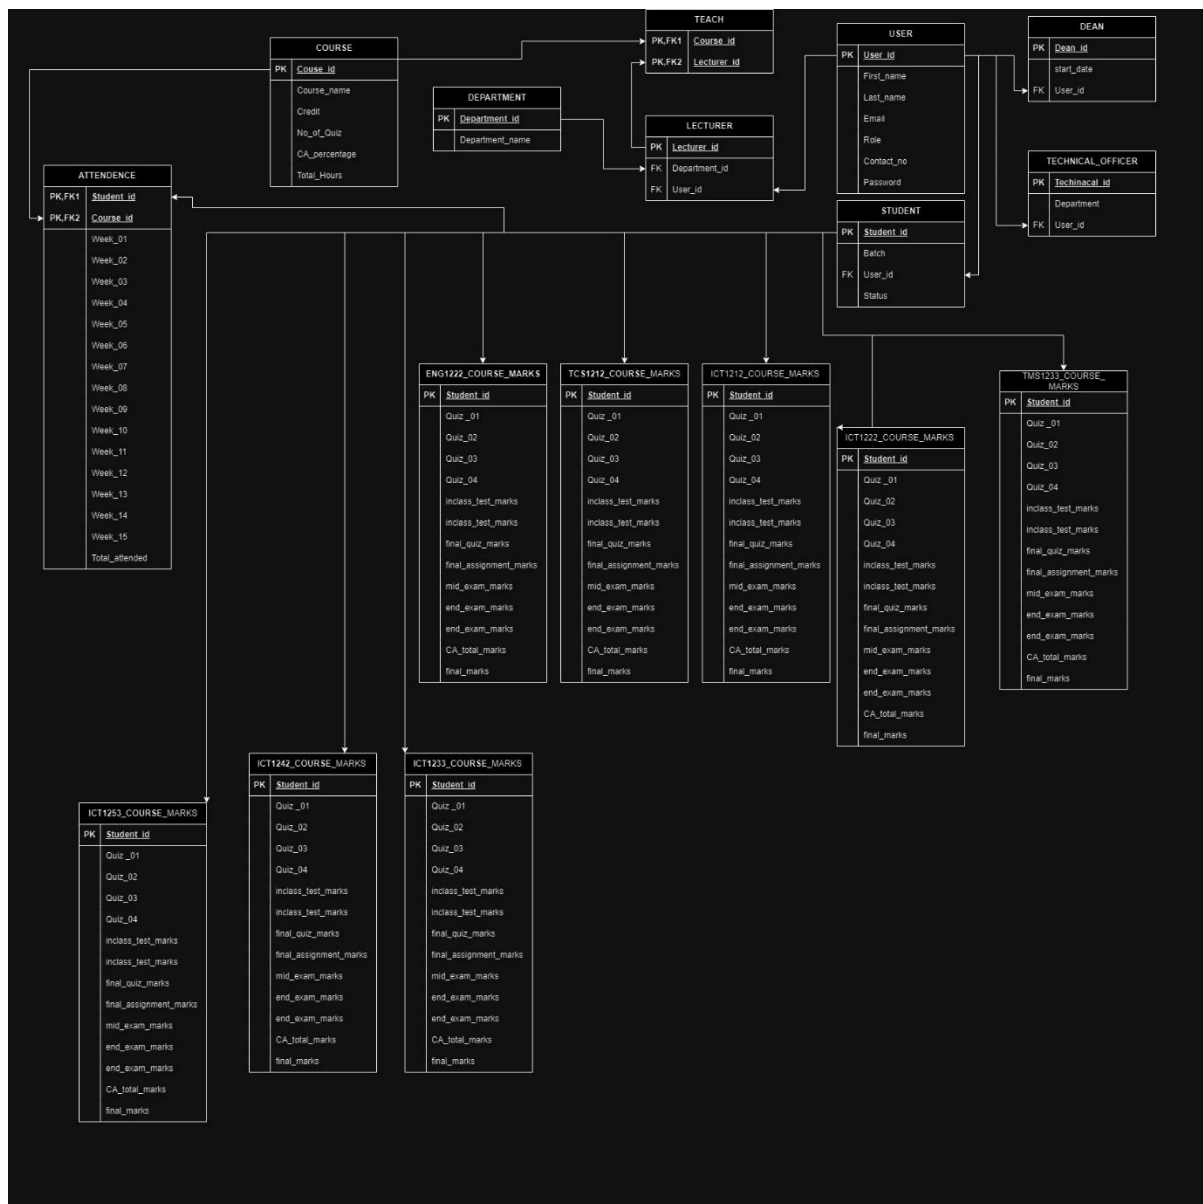 TEACH
PK,FK1 Course_id
PK,FK2 Lecturer_id
USER
PK User_id
First_name
Last_name
Email
Role
Contact_no
Password
DEAN
PK Dean_id
start_date
FK User_id
COURSE
PK Couse_id
Course_name
Credit
No_of_Quiz
CA_percentage
Total_Hours
DEPARTMENT
PK Department_id
Department_name
LECTURER
PK Lecturer_id
FK Department_id
FK User_id
TECHNICAL_OFFICER
PK Techinacal_id
Department
FK User_id
ATTENDENCE
PK,FK1 Student_id
PK,FK2 Course_id
Week_01
Week_02
Week_03
Week_04
Week_05
Week_06
Week_07
Week_08
Week_09
Week_10
Week_11
Week_12
Week_13
Week_14
Week_15
Total_attended
STUDENT
PK Student_id
Batch
FK User_id
Status
ENG1222_COURSE_MARKS
PK Student_id
Quiz _01
Quiz_02
Quiz_03
Quiz_04
inclass_test_marks
inclass_test_marks
final_quiz_marks
final_assignment_marks
mid_exam_marks
end_exam_marks
end_exam_marks
CA_total_marks
final_marks
TCS1212_COURSE_MARKS
PK Student_id
Quiz _01
Quiz_02
Quiz_03
Quiz_04
inclass_test_marks
inclass_test_marks
final_quiz_marks
final_assignment_marks
mid_exam_marks
end_exam_marks
end_exam_marks
CA_total_marks
final_marks
ICT1212_COURSE_MARKS
PK Student_id
Quiz _01
Quiz_02
Quiz_03
Quiz_04
inclass_test_marks
inclass_test_marks
final_quiz_marks
final_assignment_marks
mid_exam_marks
end_exam_marks
end_exam_marks
CA_total_marks
final_marks
ICT1222_COURSE_MARKS
PK Student_id
Quiz _01
Quiz_02
Quiz_03
Quiz_04
inclass_test_marks
inclass_test_marks
final_quiz_marks
final_assignment_marks
mid_exam_marks
end_exam_marks
end_exam_marks
CA_total_marks
final_marks
TMS1233_COURSE_
MARKS
PK Student_id
Quiz _01
Quiz_02
Quiz_03
Quiz_04
inclass_test_marks
inclass_test_marks
final_quiz_marks
final_assignment_marks
mid_exam_marks
end_exam_marks
end_exam_marks
CA_total_marks
final_marks
ICT1253_COURSE_MARKS
PK Student_id
Quiz _01
Quiz_02
Quiz_03
Quiz_04
inclass_test_marks
inclass_test_marks
final_quiz_marks
final_assignment_marks
mid_exam_marks
end_exam_marks
end_exam_marks
CA_total_marks
final_marks
ICT1242_COURSE_MARKS
PK Student_id
Quiz _01
Quiz_02
Quiz_03
Quiz_04
inclass_test_marks
inclass_test_marks
final_quiz_marks
final_assignment_marks
mid_exam_marks
end_exam_marks
end_exam_marks
CA_total_marks
final_marks
ICT1233_COURSE_MARKS
PK Student_id
Quiz _01
Quiz_02
Quiz_03
Quiz_04
inclass_test_marks
inclass_test_marks
final_quiz_marks
final_assignment_marks
mid_exam_marks
end_exam_marks
end_exam_marks
CA_total_marks
final_marks